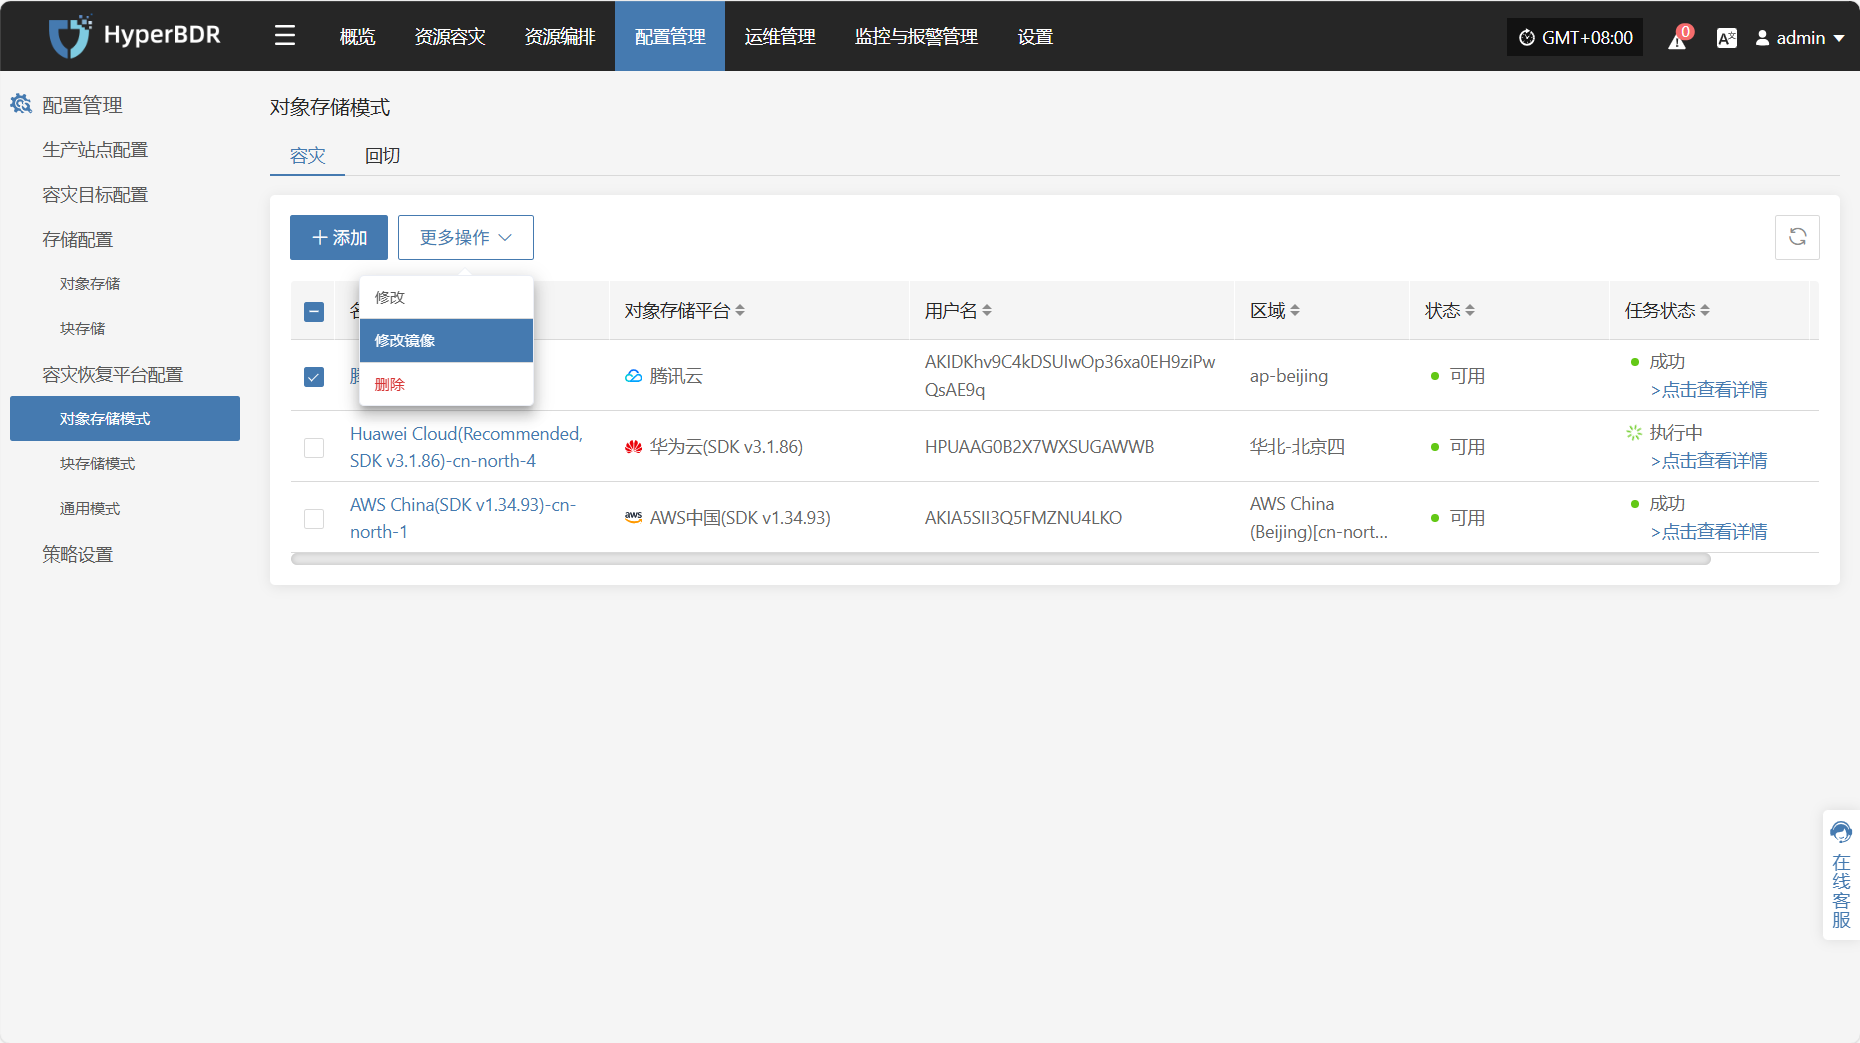 HyperBDR
概览
资源容灾
资源编排
配置管理
运维管理
监控与报警管理
设置
GMT+08:00
0
admin
配置管理
生产站点配置
容灾目标配置
存储配置
对象存储
块存储
容灾恢复平台配置
对象存储模式
块存储模式
通用模式
策略设置
对象存储模式
容灾
回切
添加
更多操作
修改
修改镜像
删除
对象存储平台
用户名
区域
状态
任务状态
腾讯云
AKIDKhv9C4kDSUIwOp36xa0EH9ziPw
QsAE9q
ap-beijing
可用
成功
>点击查看详情
Huawei Cloud(Recommended,
SDK v3.1.86)-cn-north-4
华为云(SDK v3.1.86)
HPUAAG0B2X7WXSUGAWWB
华北-北京四
可用
执行中
>点击查看详情
AWS China(SDK v1.34.93)-cn-
north-1
aws
AWS中国(SDK v1.34.93)
AKIA5SII3Q5FMZNU4LKO
AWS China
(Beijing)[cn-nort...
可用
成功
>点击查看详情
在线客服